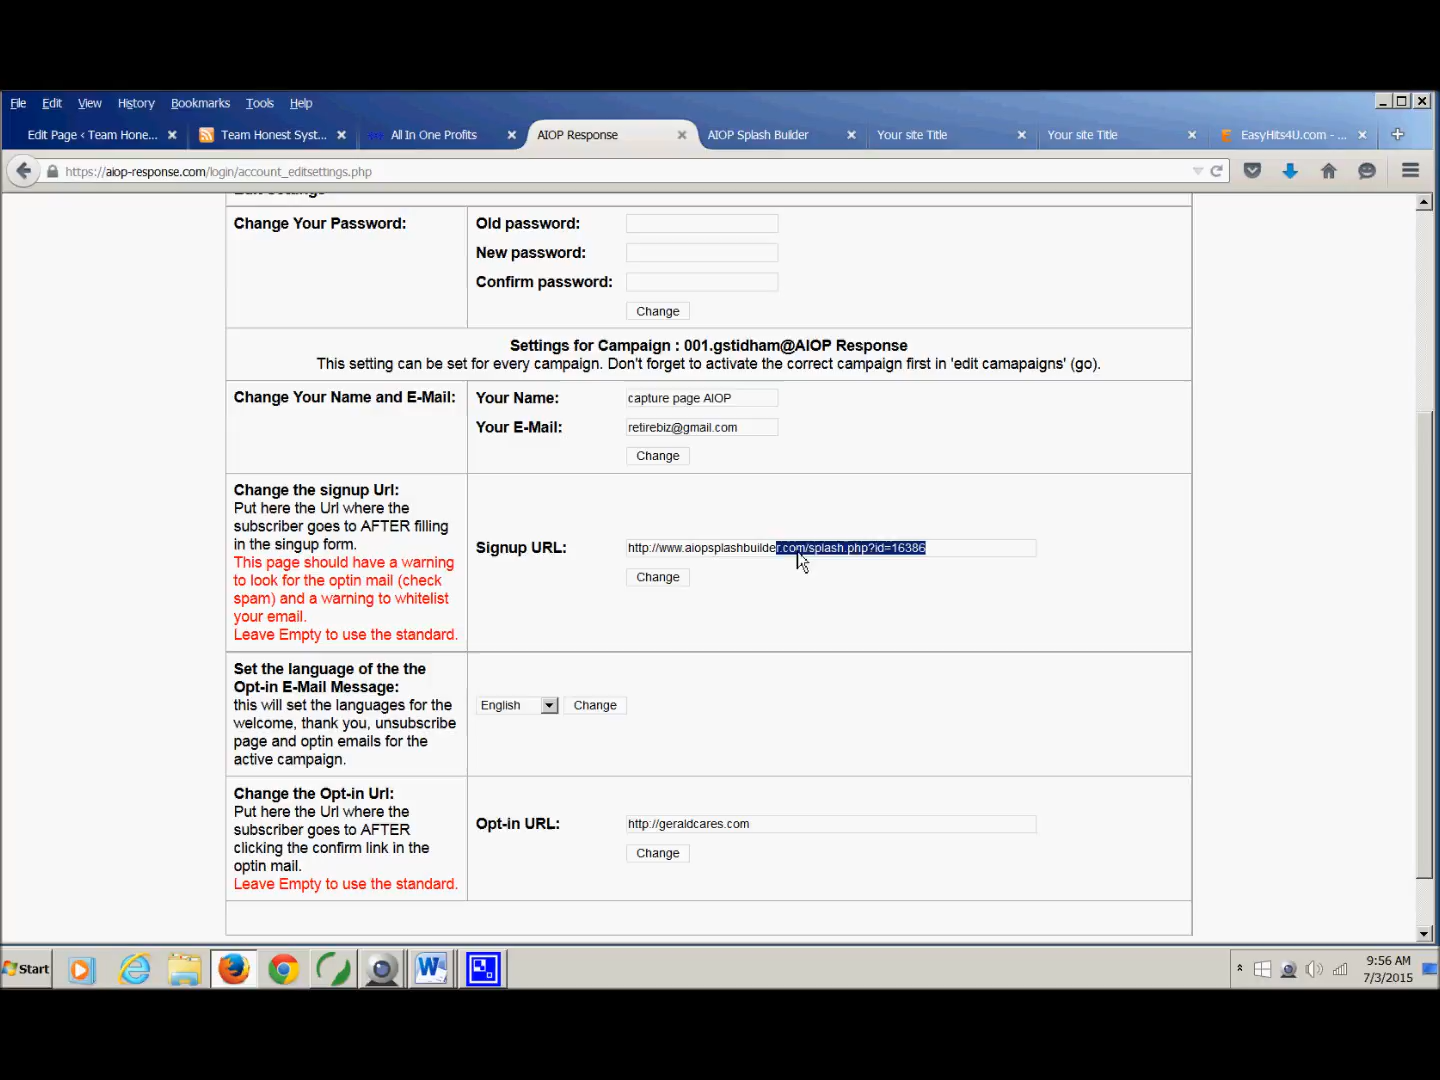 File Edit View History Bookmarks Tools Help
Edit Page ‹ Team Hone... × Team Honest Syst... × All In One Profits × AIOP Response × AIOP Splash Builder × Your site Title × Your site Title × EasyHits4U.com - ... ×
https://aiop-response.com/login/account_editsettings.php
Change Your Password:
Old password:
New password:
Confirm password:
Change
Settings for Campaign : 001.gstidham@AIOP Response
This setting can be set for every campaign. Don't forget to activate the correct campaign first in 'edit camapaigns' (go).
Change Your Name and E-Mail:
Your Name: capture page AIOP
Your E-Mail: retirebiz@gmail.com
Change
Change the signup Url:
Put here the Url where the
subscriber goes to AFTER filling
in the singup form.
This page should have a warning
to look for the optin mail (check
spam) and a warning to whitelist
your email.
Leave Empty to use the standard.
Signup URL: http://www.aiopsplashbuilder.com/splash.php?id=16386
Change
Set the language of the the
Opt-in E-Mail Message:
this will set the languages for the
welcome, thank you, unsubscribe
page and optin emails for the
active campaign.
English Change
Change the Opt-in Url:
Put here the Url where the
subscriber goes to AFTER
clicking the confirm link in the
optin mail.
Leave Empty to use the standard.
Opt-in URL: http://geraldcares.com
Change
Start
9:56 AM
7/3/2015